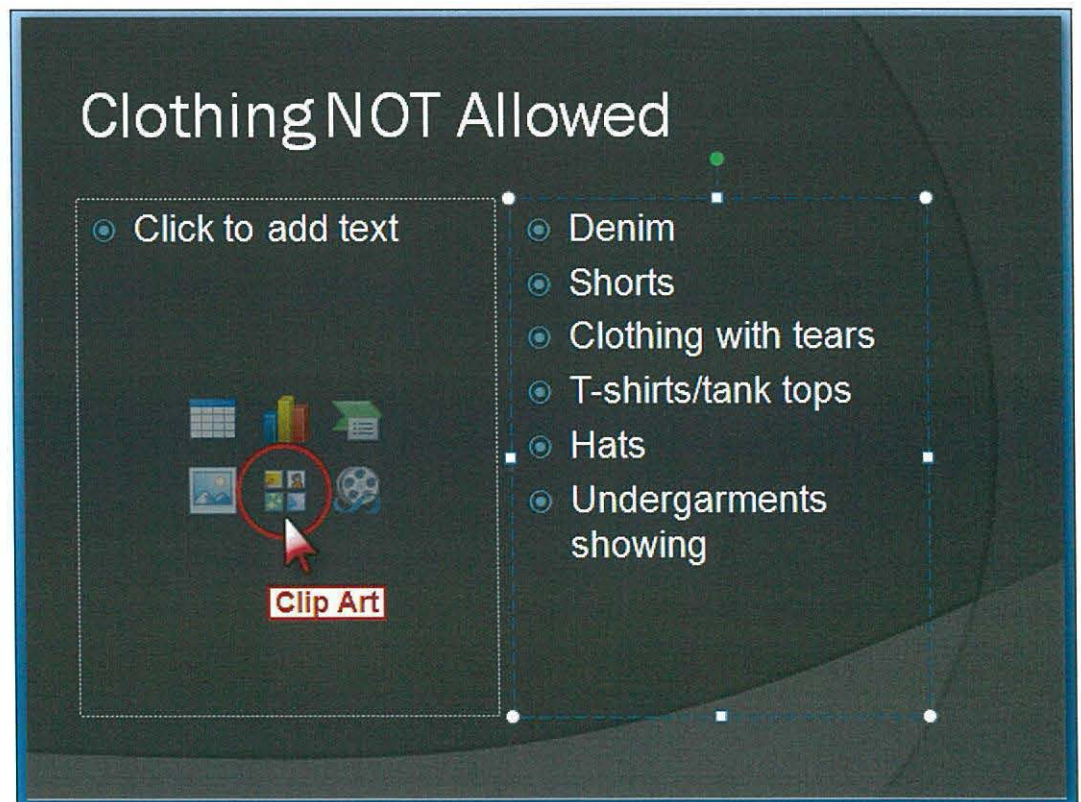 Clothing NOT Allowed
Click to add text
Clip Art
Denim
Shorts
Clothing with tears
T-shirts/tank tops
Hats
Undergarments
showing